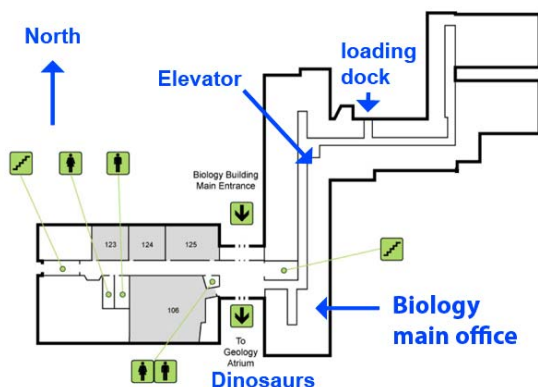 North
loading
dock
Elevator
Biology Building
Main Entrance
123
124
125
106
To
Geology
Atrium
Biology
main office
Dinosaurs